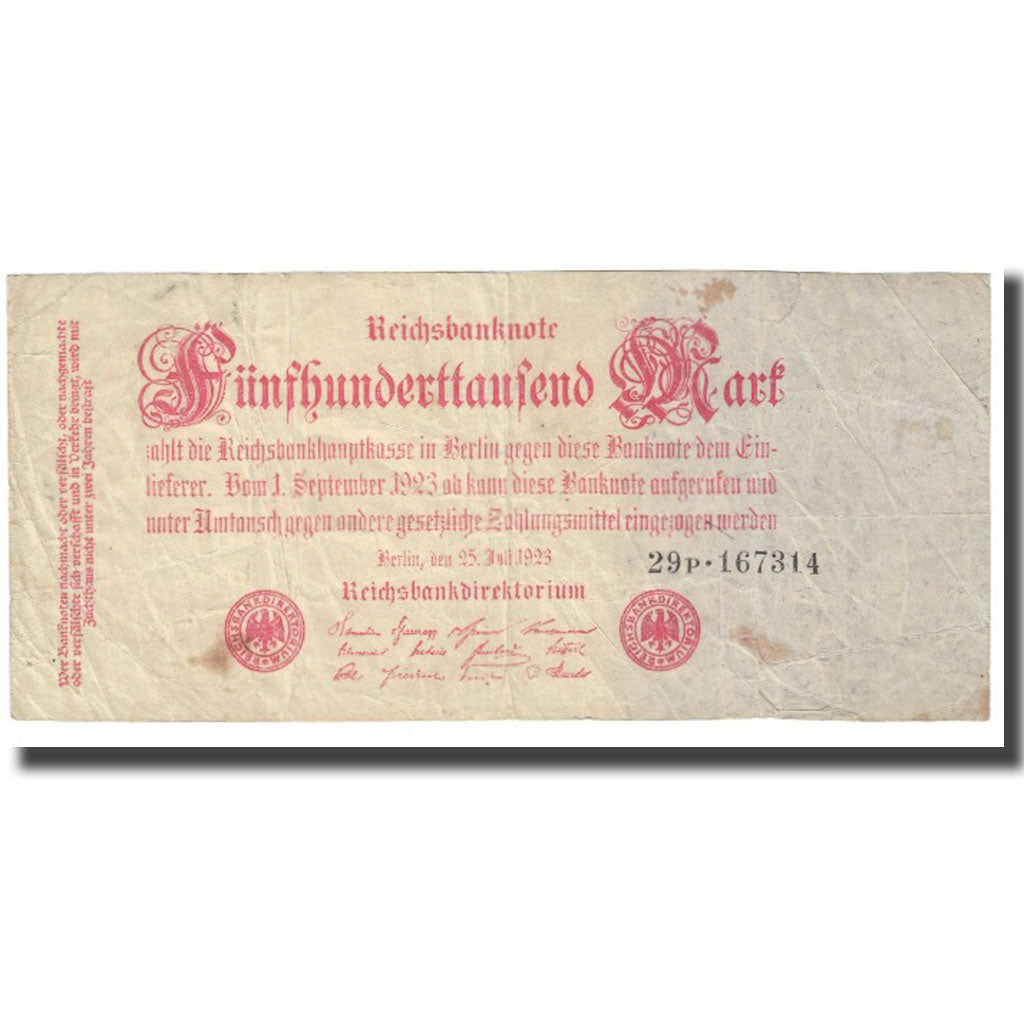 Reichsbanknote
Fünfhunderttausend Mark
zahlt die Reichsbankhauptkasse in Berlin gegen diese Banknote dem Ein-
lieferer. Vom 1. September 1923 ab kann diese Banknote aufgerufen und
unter Umtausch gegen andere gesetzliche Zahlungsmittel eingezogen werden
Berlin, den 25. Juli 1923
29P·167314
Reichsbankdirektorium
REICHSBANKDIREKTORIUM
REICHSBANKDIREKTORIUM
Wer Banknoten nachmacht oder verfälscht, oder nachgemachte
oder verfälschte sich verschafft und in Verkehr bringt, wird mit
Zuchthaus nicht unter zwei Jahren bestraft